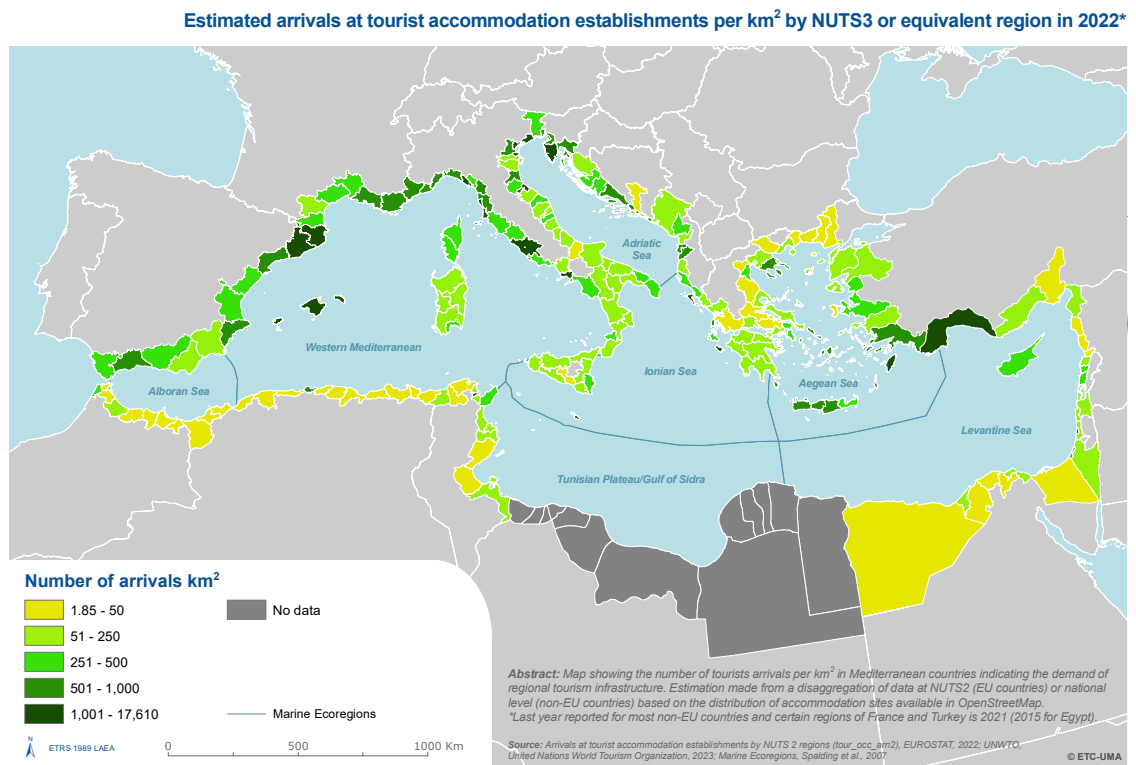 Estimated arrivals at tourist accommodation establishments per km² by NUTS3 or equivalent region in 2022*
Adriatic
Sea
Western Mediterranean
Alboran Sea
Ionian Sea
Aegean Sea
Levantine Sea
Tunisian Plateau/Gulf of Sidra
Number of arrivals km²
1.85 - 50
51 - 250
251 - 500
501 - 1,000
1,001 - 17,610
No data
Marine Ecoregions
N
ETRS 1989 LAEA
0 500 1000 Km
Abstract: Map showing the number of tourists arrivals per km² in Mediterranean countries indicating the demand of
regional tourism infrastructure. Estimation made from a disaggregation of data at NUTS2 (EU countries) or national
level (non-EU countries) based on the distribution of accommodation sites available in OpenStreetMap.
*Last year reported for most non-EU countries and certain regions of France and Turkey is 2021 (2015 for Egypt).
Source: Arrivals at tourist accommodation establishments by NUTS 2 regions (tour_occ_arn2), EUROSTAT, 2022; UNWTO,
United Nations World Tourism Organization, 2023; Marine Ecoregions, Spalding et al., 2007
© ETC-UMA